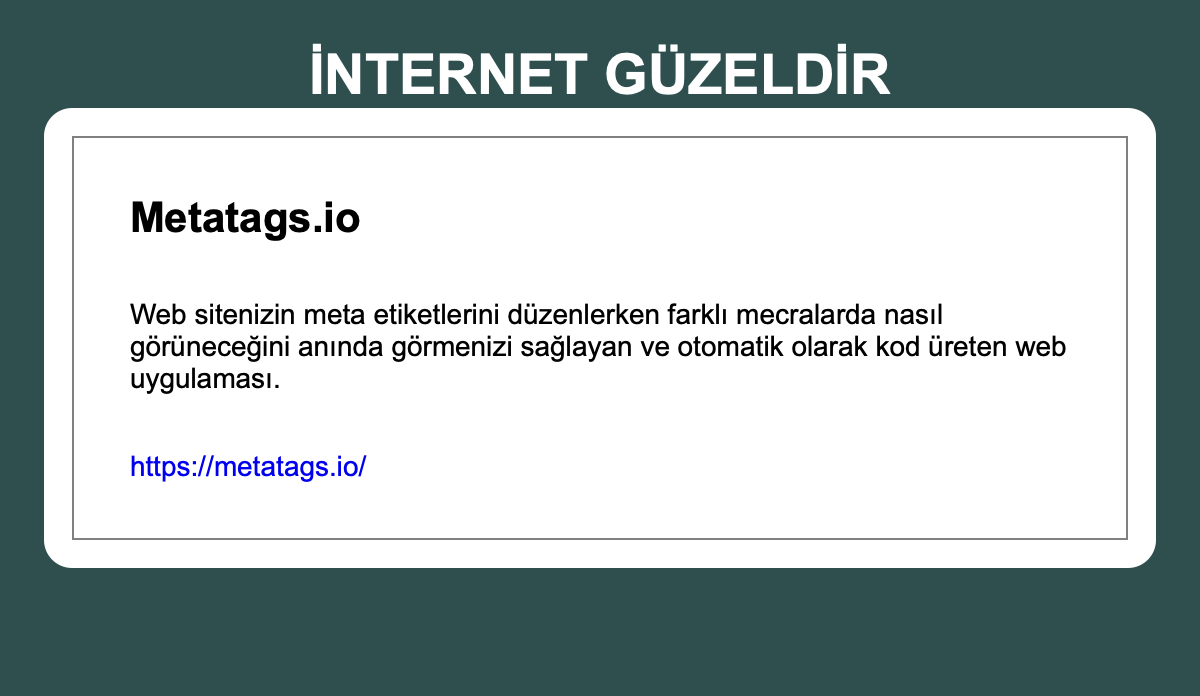 İNTERNET GÜZELDİR
Metatags.io
Web sitenizin meta etiketlerini düzenlerken farklı mecralarda nasıl
görüneceğini anında görmenizi sağlayan ve otomatik olarak kod üreten web
uygulaması.
https://metatags.io/